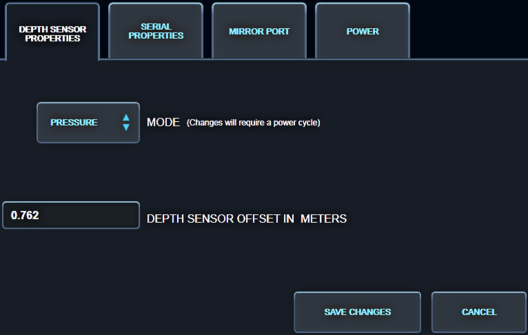 DEPTH SENSOR
PROPERTIES
SERIAL
PROPERTIES
MIRROR PORT
POWER
PRESSURE
MODE (Changes will require a power cycle)
0.762
DEPTH SENSOR OFFSET IN METERS
SAVE CHANGES
CANCEL